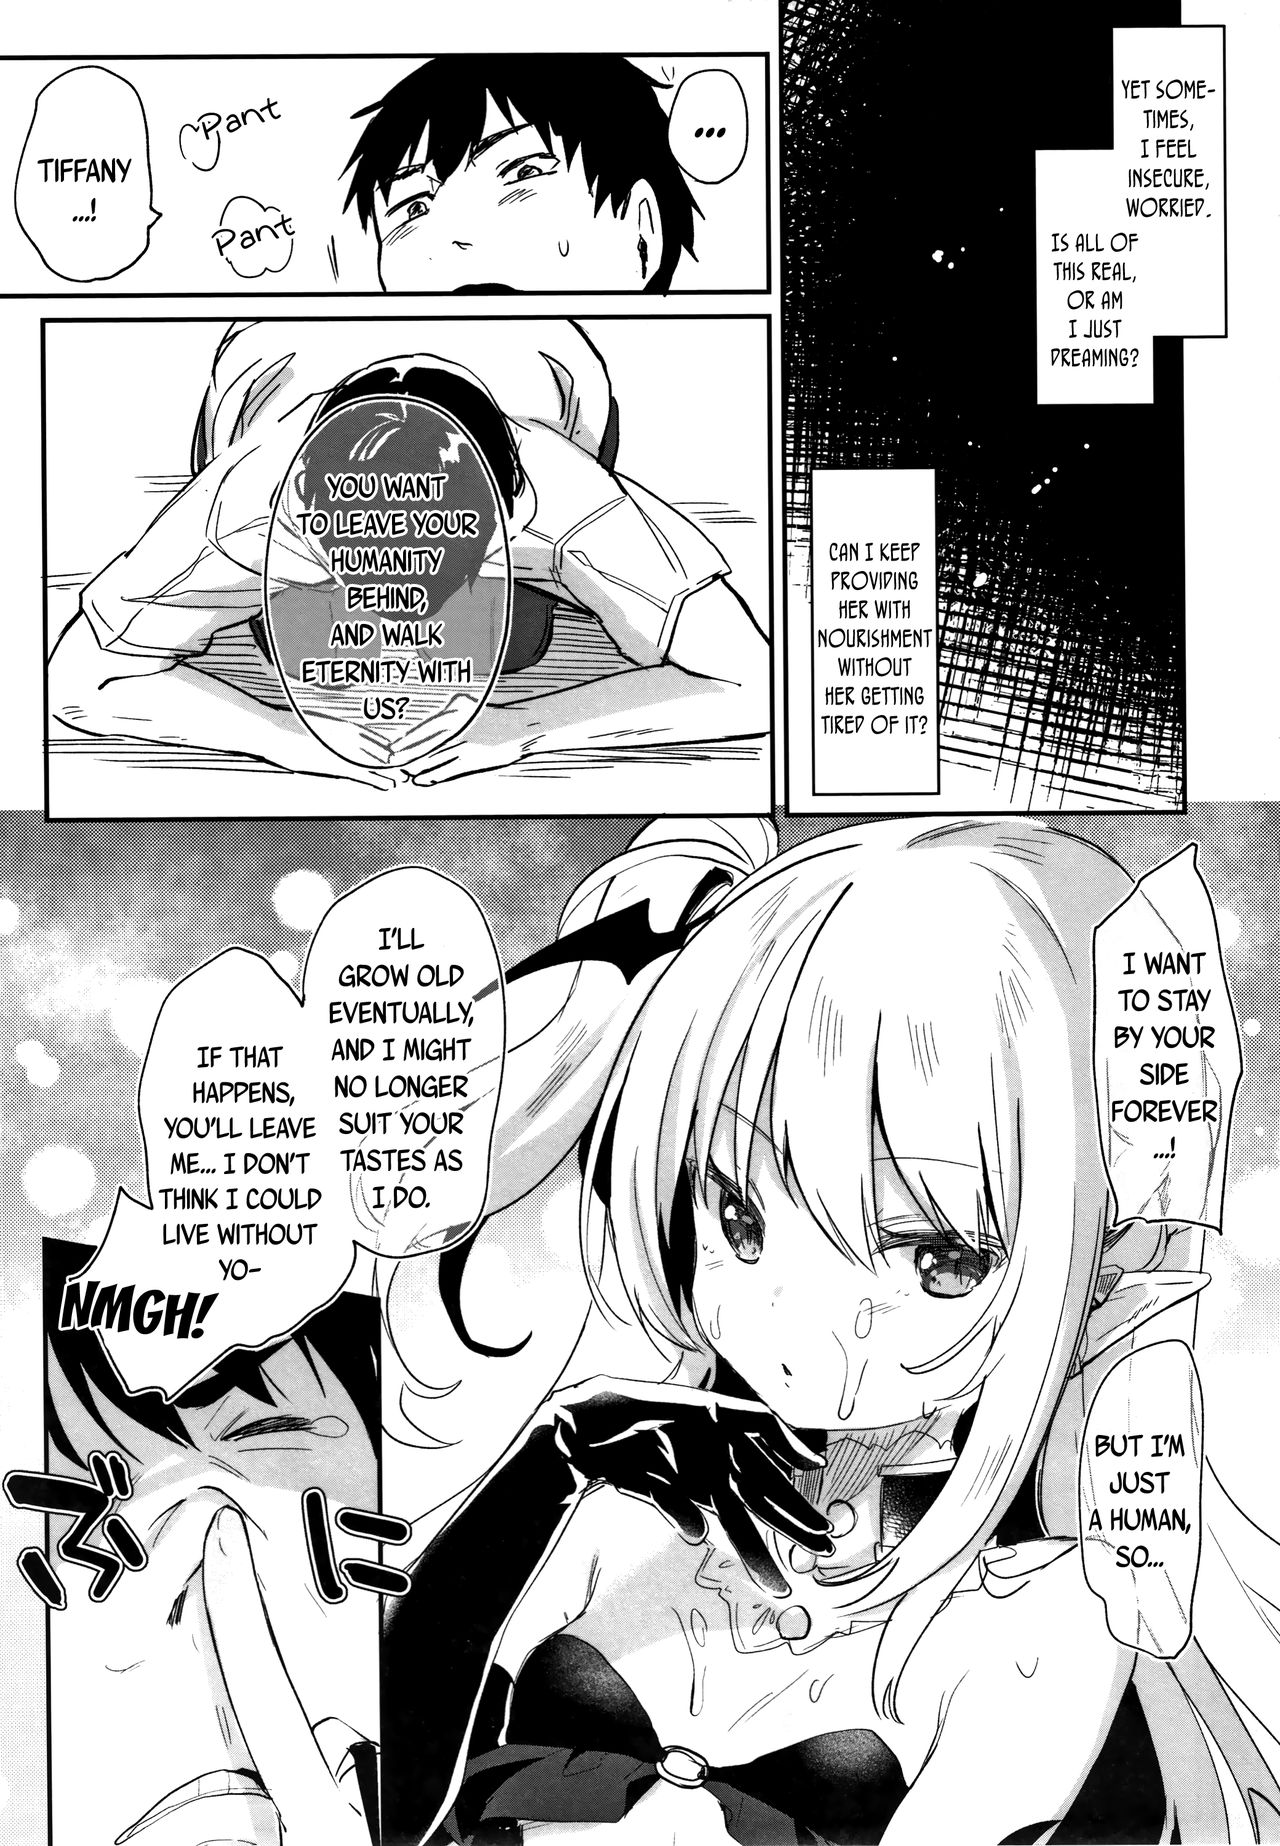 YET SOME-
TIMES,
I FEEL
INSECURE,
WORRIED.
IS ALL OF
THIS REAL,
OR AM
I JUST
DREAMING?
CAN I KEEP
PROVIDING
HER WITH
NOURISHMENT
WITHOUT
HER GETTING
TIRED OF IT?
...
Pant
Pant
TIFFANY
...!
YOU WANT
TO LEAVE YOUR
HUMANITY
BEHIND,
AND WALK
ETERNITY WITH
US?
I WANT
TO STAY
BY YOUR
SIDE
FOREVER
...!
BUT I'M
JUST
A HUMAN,
SO...
I'LL
GROW OLD
EVENTUALLY,
AND I MIGHT
NO LONGER
SUIT YOUR
TASTES AS
I DO.
IF THAT
HAPPENS,
YOU'LL LEAVE
ME... I DON'T
THINK I COULD
LIVE WITHOUT
YO-
NMGH!
ぶに